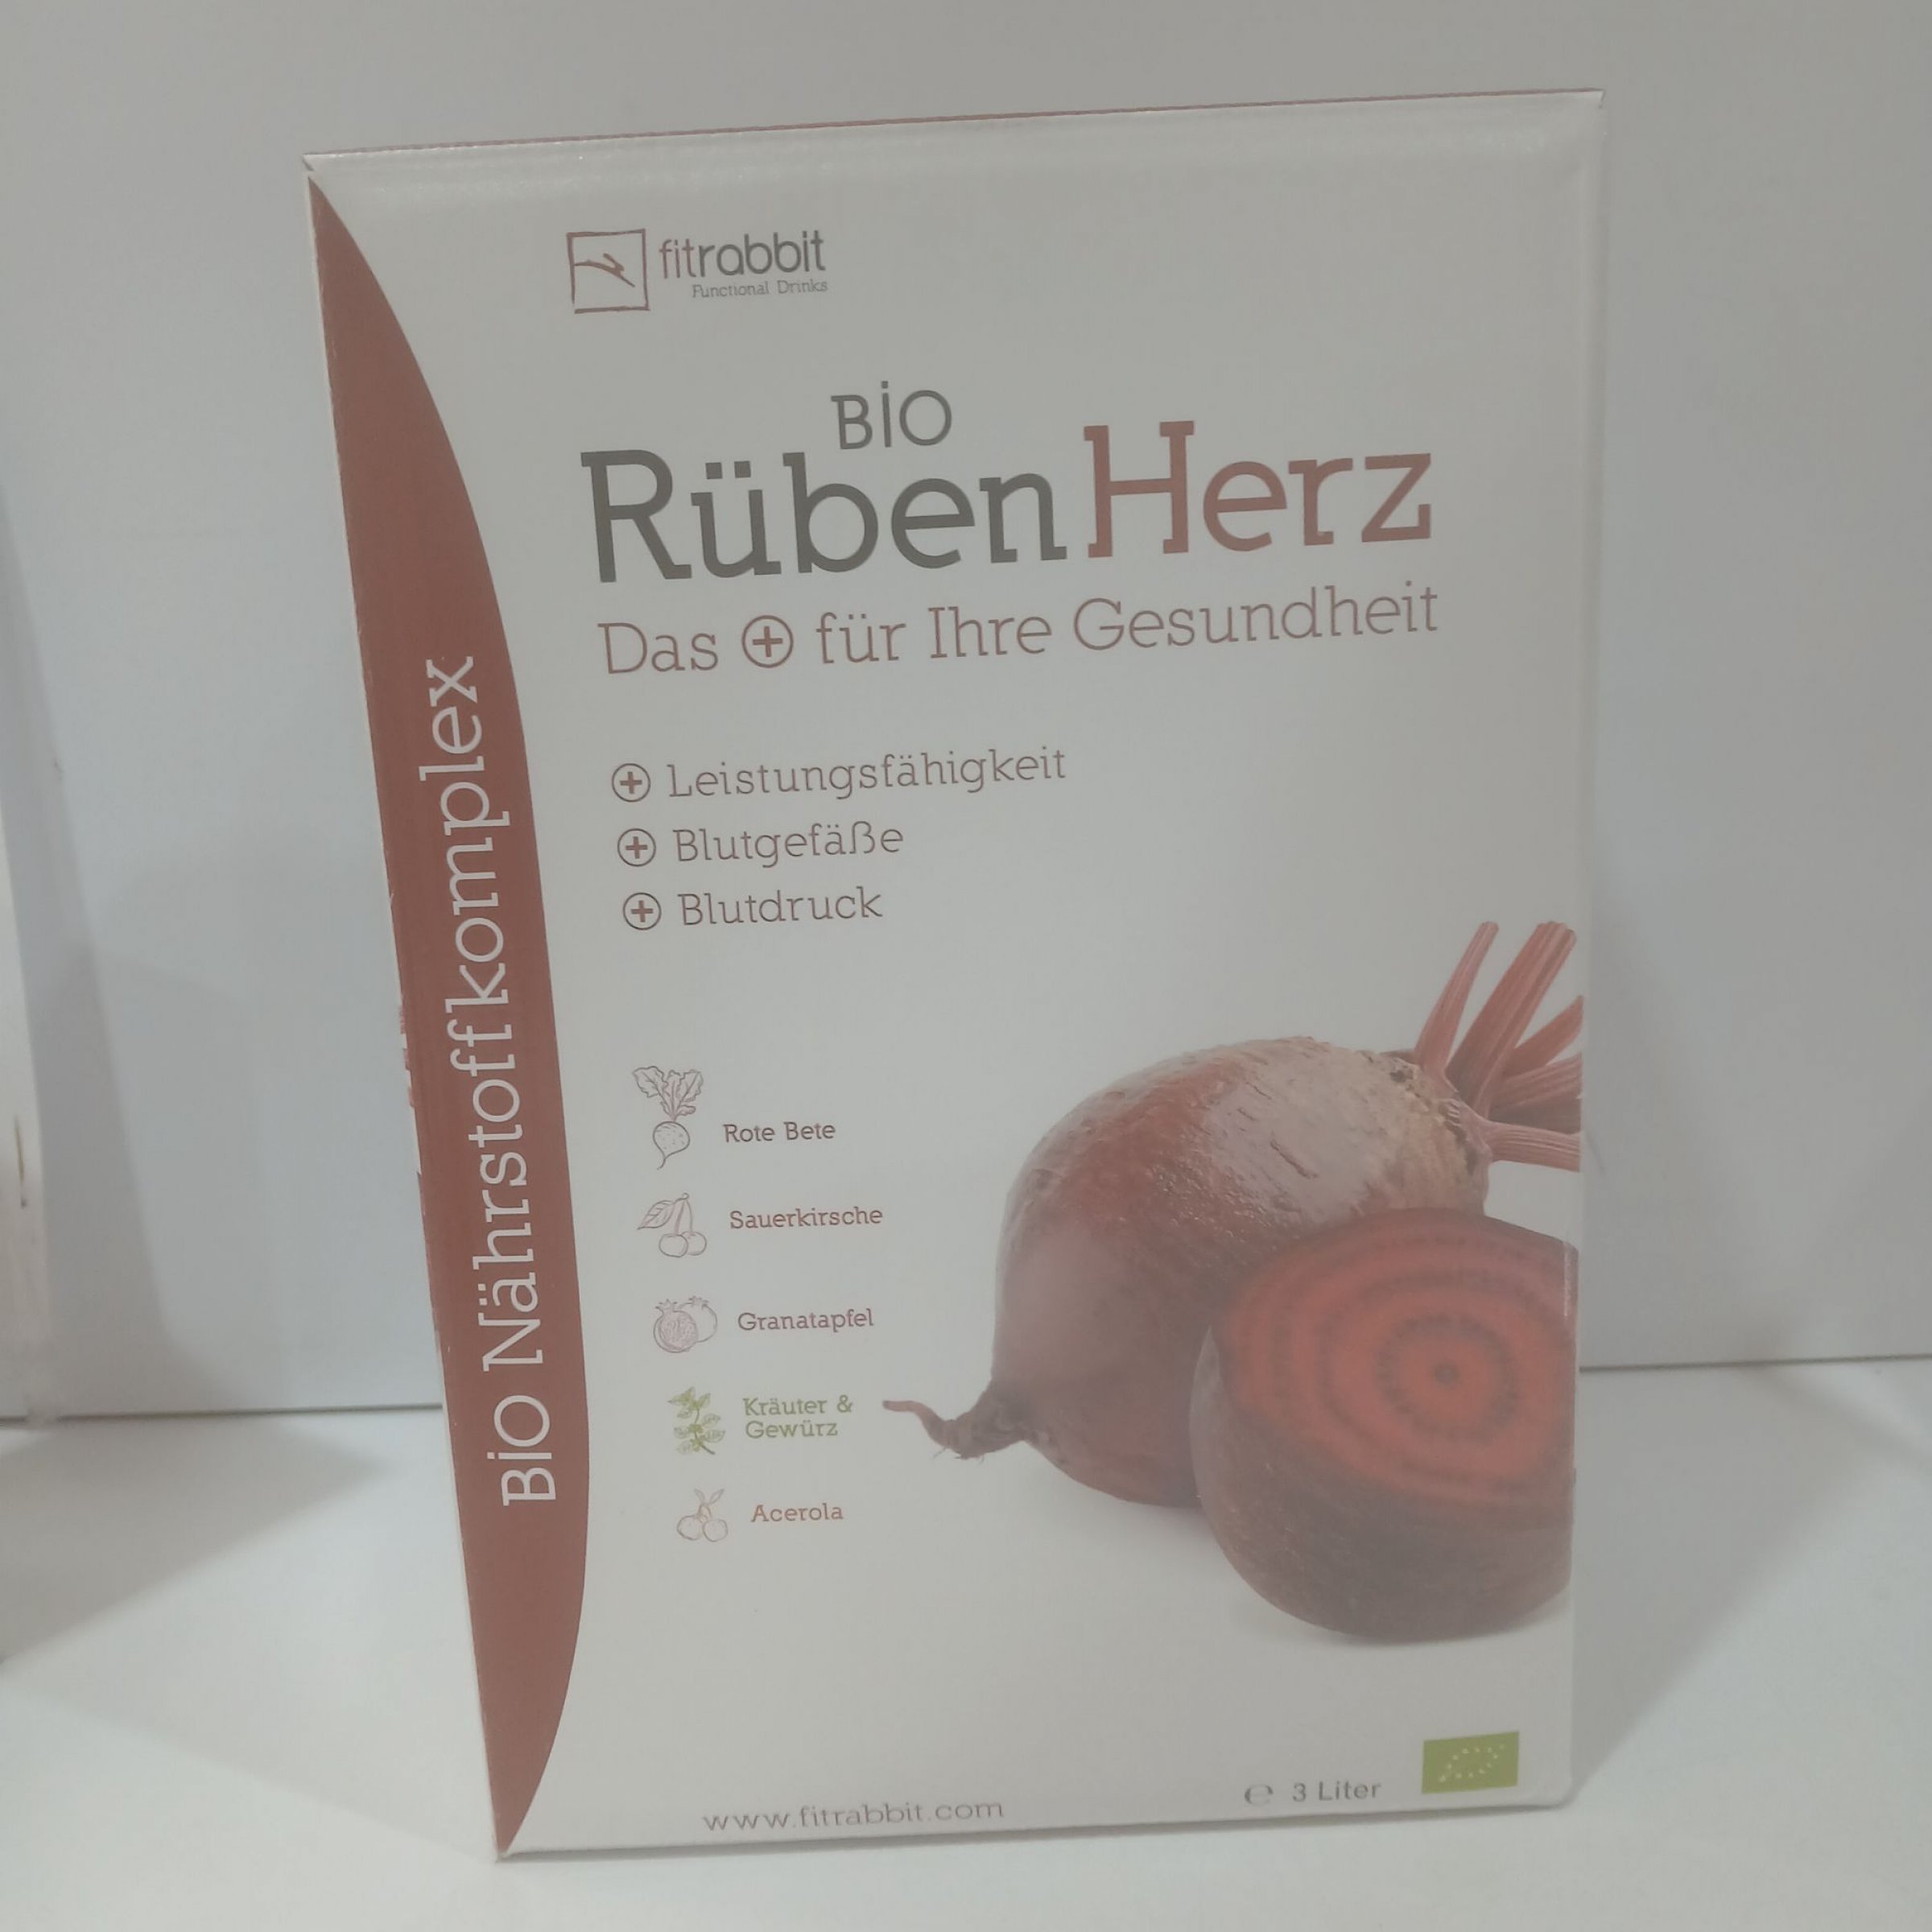 fitrabbit
Functional Drinks
BiO
RübenHerz
Das + für Ihre Gesundheit
+ Leistungsfähigkeit
+ Blutgefäße
+ Blutdruck
BiO Nährstoffkomplex
Rote Bete
Sauerkirsche
Granatapfel
Kräuter &
Gewürz
Acerola
www.fitrabbit.com
℮ 3 Liter